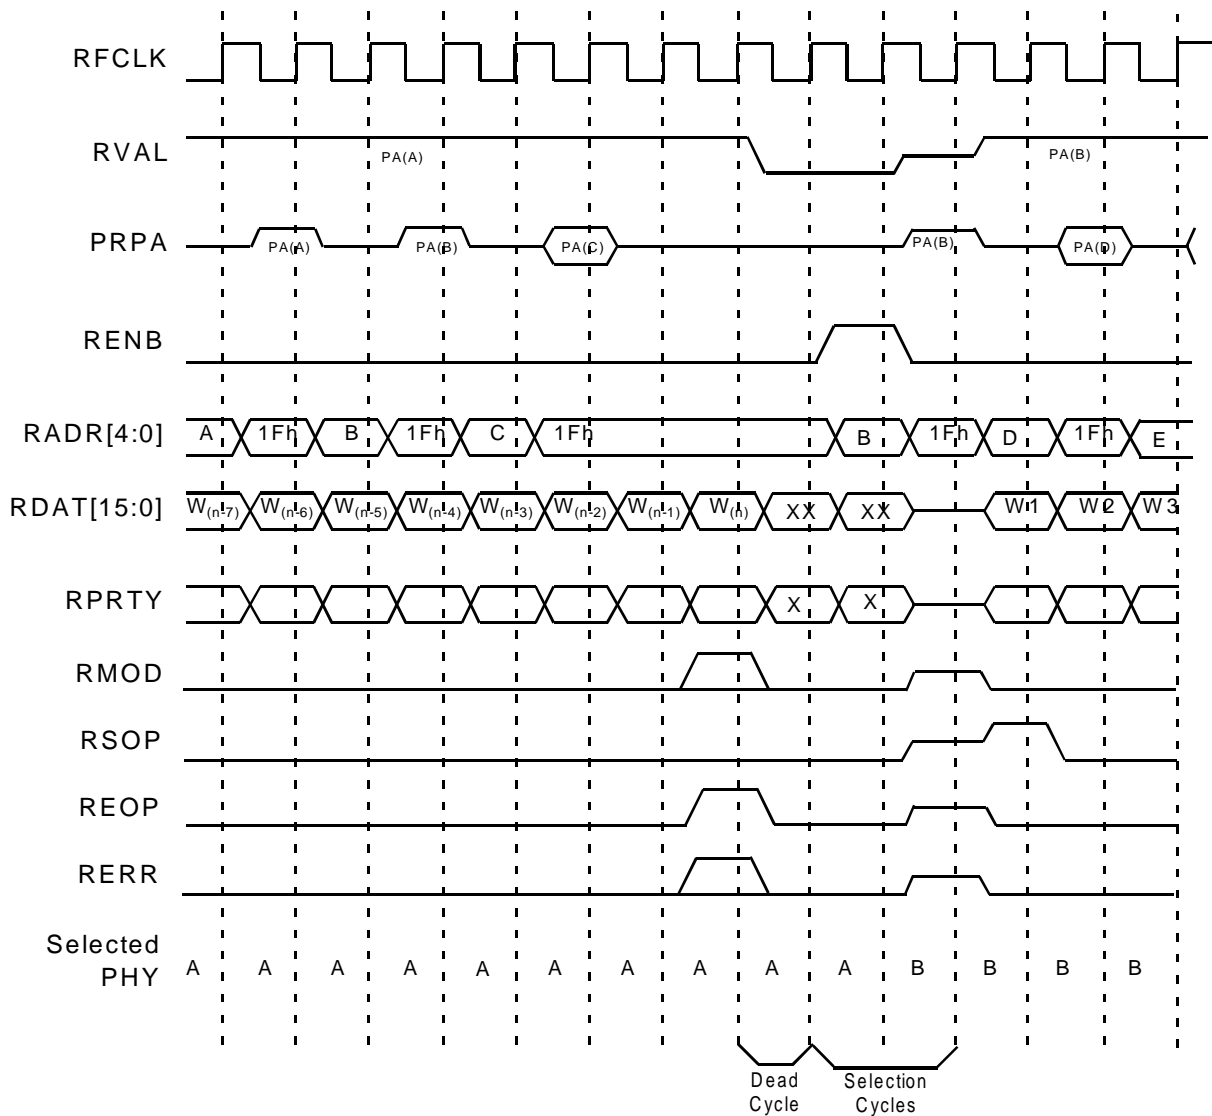 RFCLK
RVAL PA(A) PA(B)
PRPA PA(A) PA(B) PA(C) PA(B) PA(D)
RENB
RADR[4:0] A 1Fh B 1Fh C 1Fh B 1Fh D 1Fh E
RDAT[15:0] W(n-7) W(n-6) W(n-5) W(n-4) W(n-3) W(n-2) W(n-1) W(n) XX XX W1 W2 W3
RPRTY X X
RMOD
RSOP
REOP
RERR
Selected
PHY A A A A A A A A A A B B B B
Dead Selection
Cycle Cycles